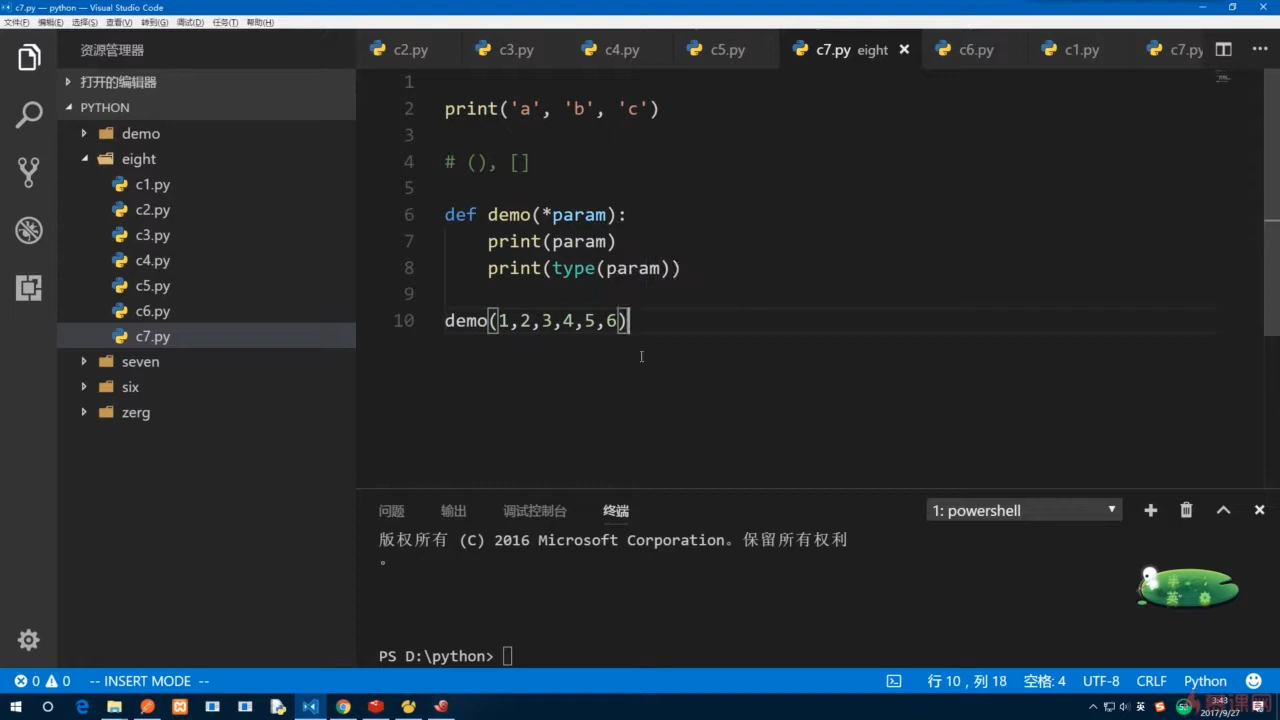 c7.py - python - Visual Studio Code
文件(F) 编辑(E) 选择(S) 查看(V) 转到(G) 调试(D) 任务(T) 帮助(H)
资源管理器
c2.py c3.py c4.py c5.py c7.py eight c6.py c1.py c7.py
打开的编辑器
PYTHON
demo
eight
c1.py
c2.py
c3.py
c4.py
c5.py
c6.py
c7.py
seven
six
zerg
1
2 print('a', 'b', 'c')
3
4 # (), []
5
6 def demo(*param):
7 print(param)
8 print(type(param))
9
10 demo(1,2,3,4,5,6)
问题 输出 调试控制台 终端 1: powershell
版权所有 (C) 2016 Microsoft Corporation。保留所有权利
。
PS D:\python>
半
英
0 0 -- INSERT MODE -- 行 10，列 18 空格: 4 UTF-8 CRLF Python
英 3:43
2017/9/27